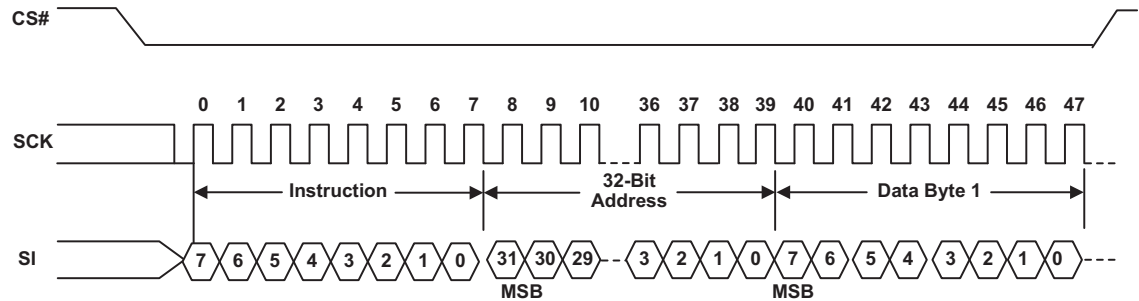 CS#
0 1 2 3 4 5 6 7 8 9 10 36 37 38 39 40 41 42 43 44 45 46 47
SCK
Instruction
32-Bit
Address
Data Byte 1
SI
7 6 5 4 3 2 1 0 31 30 29 3 2 1 0 7 6 5 4 3 2 1 0
MSB MSB